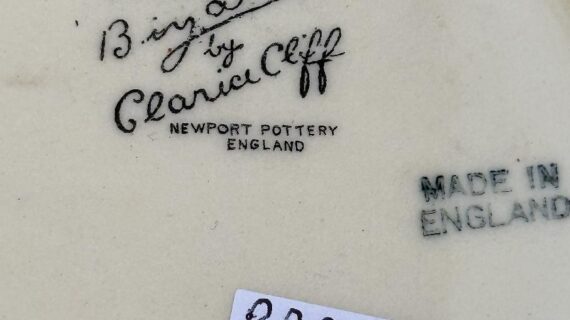 by
Clarice Cliff
NEWPORT POTTERY
ENGLAND
MADE IN
ENGLAND